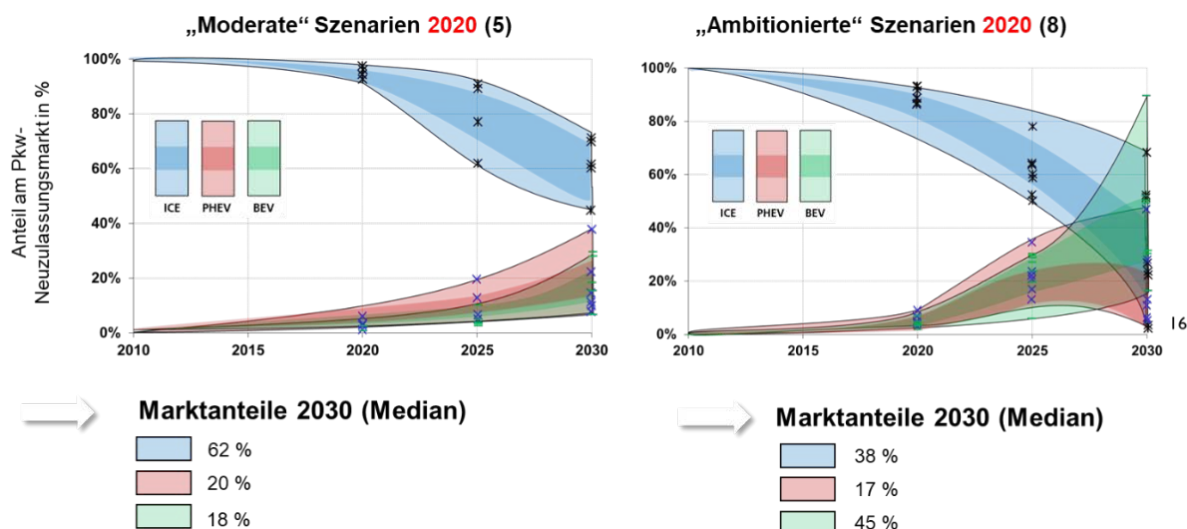 „Moderate“ Szenarien 2020 (5)
Anteil am Pkw-
Neuzulassungsmarkt in %
100%
80%
60%
40%
20%
0%
ICE PHEV BEV
2010 2015 2020 2025 2030
Marktanteile 2030 (Median)
62 %
20 %
18 %
„Ambitionierte“ Szenarien 2020 (8)
100%
80%
60%
40%
20%
0%
ICE PHEV BEV
2010 2015 2020 2025 2030
16
Marktanteile 2030 (Median)
38 %
17 %
45 %